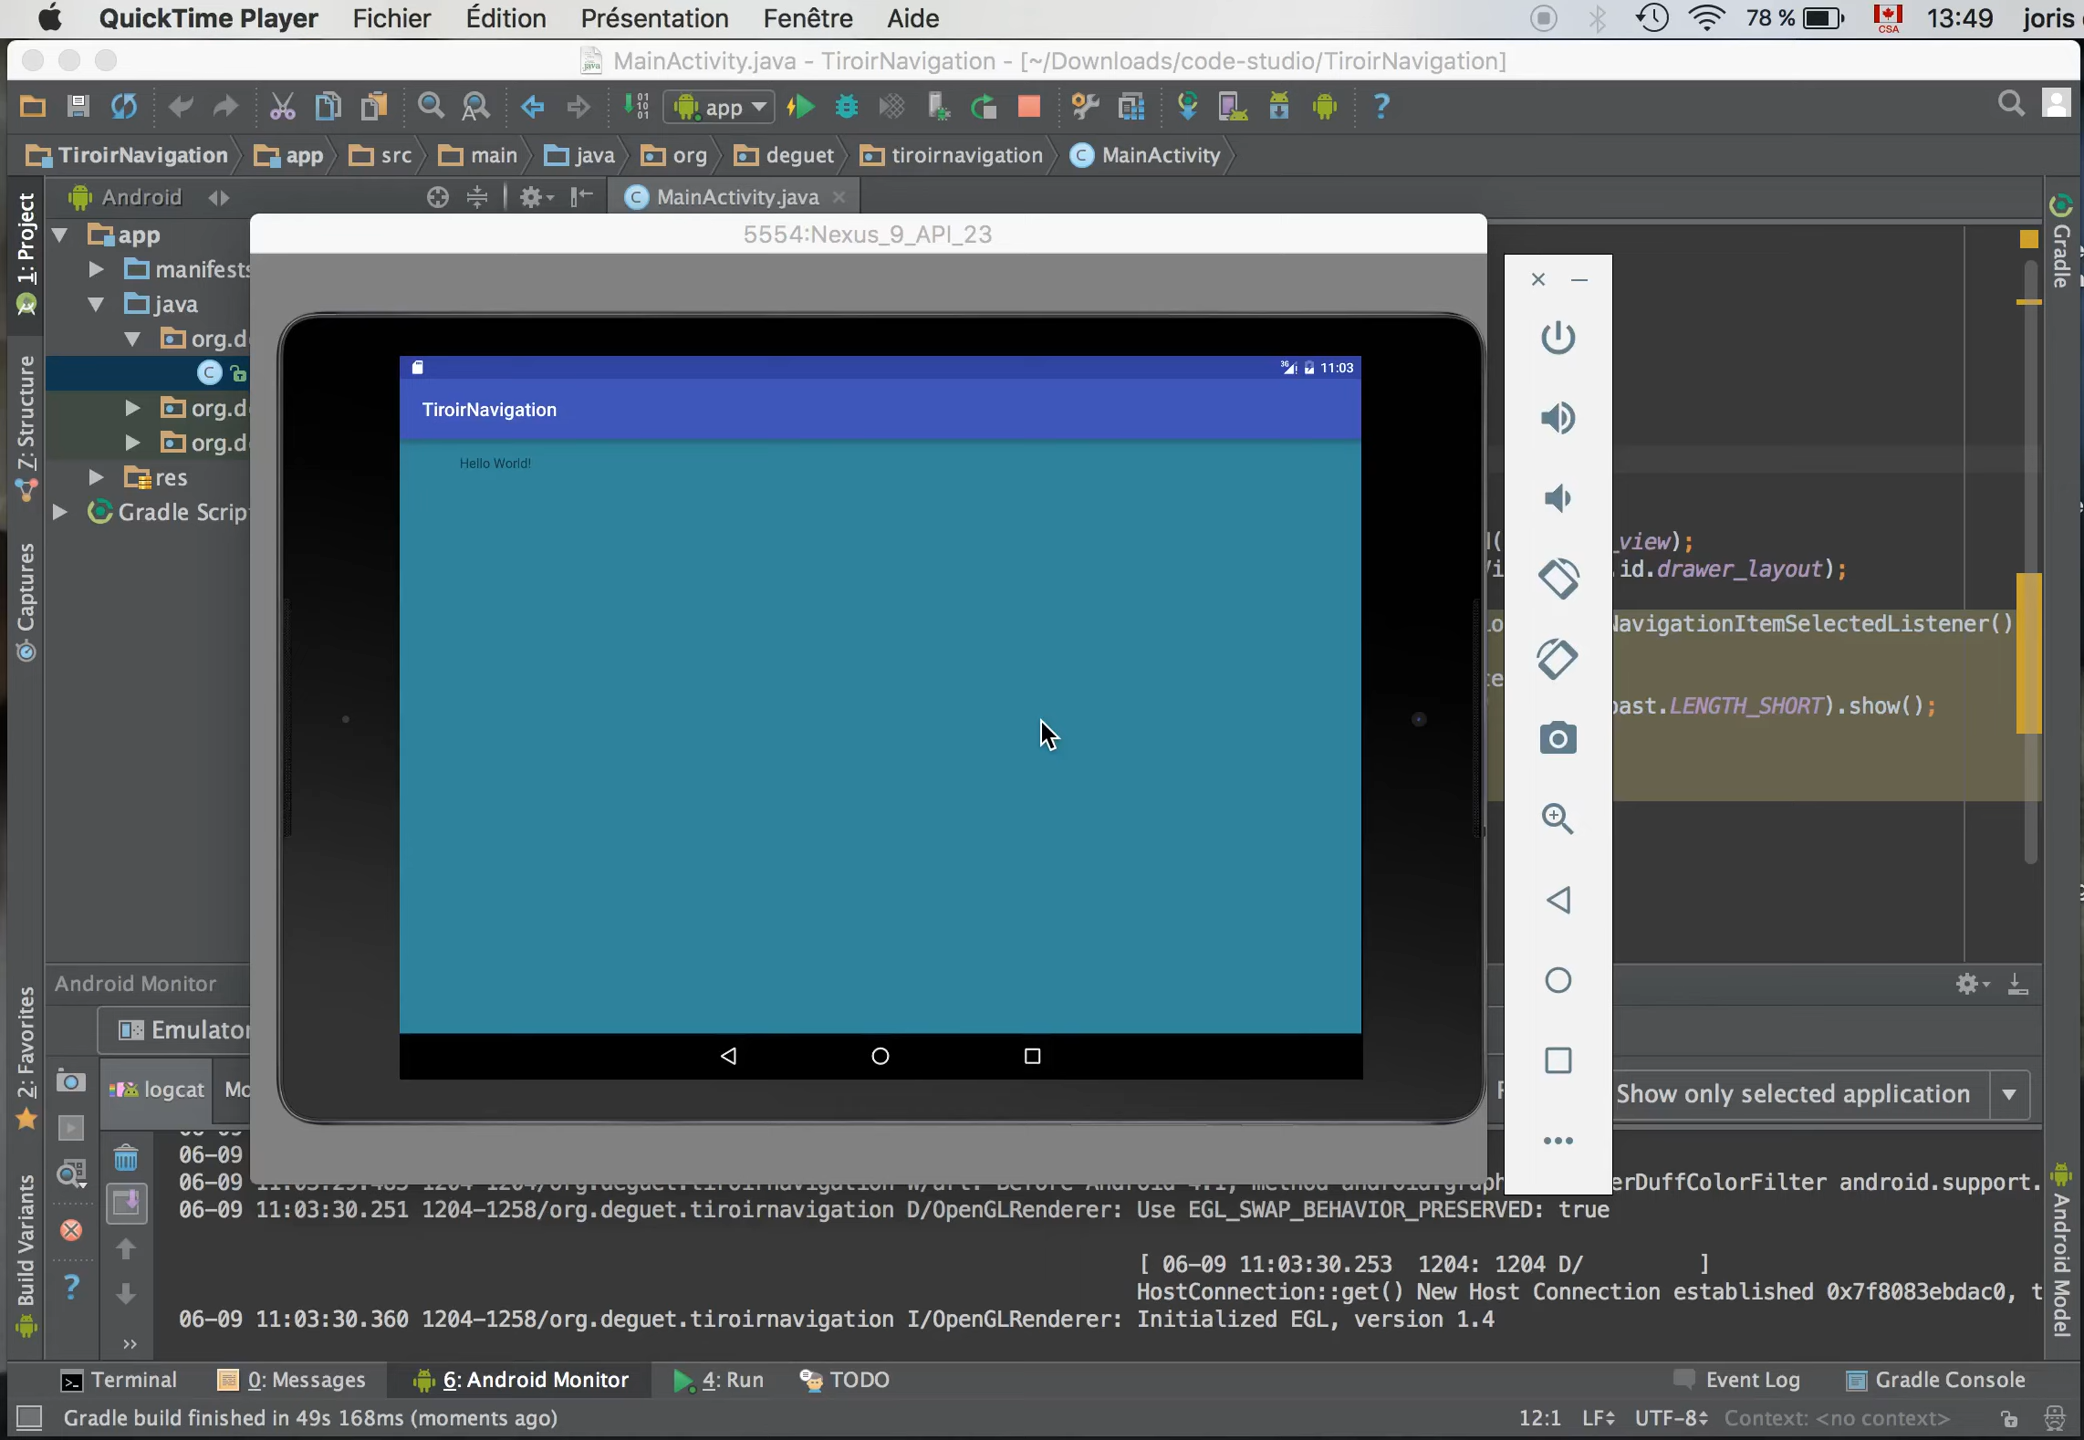 QuickTime Player Fichier Édition Présentation Fenêtre Aide 78 % CSA 13:49 joris
MainActivity.java - TiroirNavigation - [~/Downloads/code-studio/TiroirNavigation]
app
TiroirNavigation app src main java org deguet tiroirnavigation MainActivity
Android MainActivity.java
1: Project
7: Structure
Captures
2: Favorites
Build Variants
Gradle
Android Model
app
manifests
java
org.d
org.d
org.d
res
Gradle Scrip
5554:Nexus_9_API_23
11:03
TiroirNavigation
Hello World!
_view);
.id.drawer_layout);
NavigationItemSelectedListener()
.LENGTH_SHORT).show();
Android Monitor
Emulator
logcat Mo
Show only selected application
06-09
06-09
06-09 11:03:30.251 1204-1258/org.deguet.tiroirnavigation D/OpenGLRenderer: Use EGL_SWAP_BEHAVIOR_PRESERVED: true
[ 06-09 11:03:30.253 1204: 1204 D/ ]
HostConnection::get() New Host Connection established 0x7f8083ebdac0, t
06-09 11:03:30.360 1204-1258/org.deguet.tiroirnavigation I/OpenGLRenderer: Initialized EGL, version 1.4
Terminal 0: Messages 6: Android Monitor 4: Run TODO Event Log Gradle Console
Gradle build finished in 49s 168ms (moments ago) 12:1 LF UTF-8 Context: <no context>